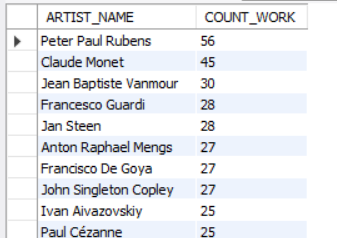 ARTIST_NAME COUNT_WORK
Peter Paul Rubens 56
Claude Monet 45
Jean Baptiste Vanmour 30
Francesco Guardi 28
Jan Steen 28
Anton Raphael Mengs 27
Francisco De Goya 27
John Singleton Copley 27
Ivan Aivazovskiy 25
Paul Cézanne 25